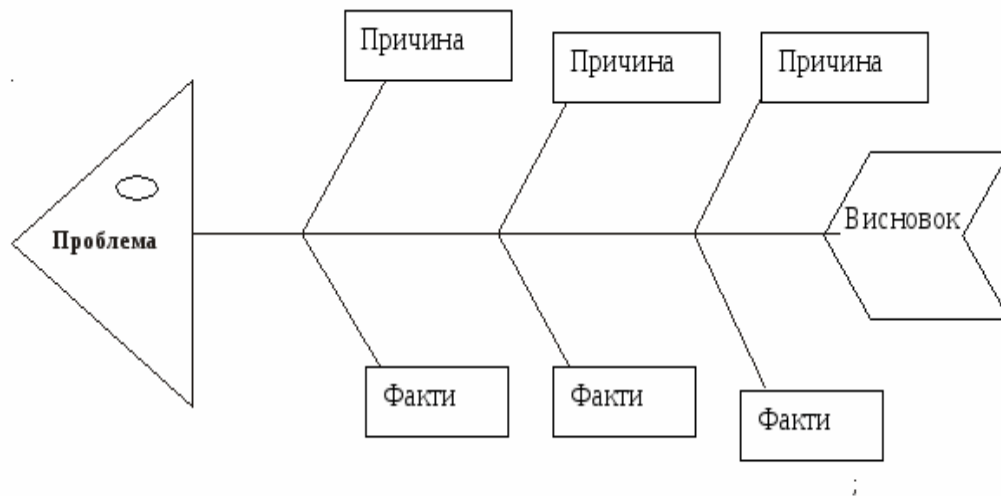 Причина
Причина
Причина
Проблема
Висновок
Факти
Факти
Факти
;